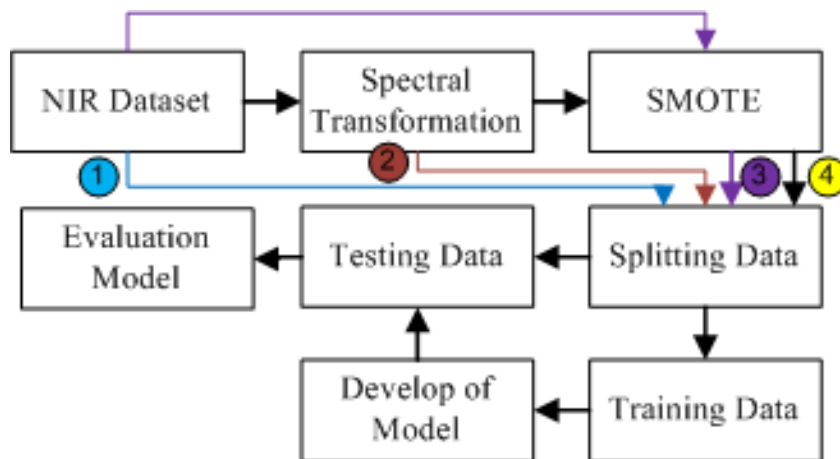 NIR Dataset
Spectral
Transformation
SMOTE
1
2
3
4
Evaluation
Model
Testing Data
Splitting Data
Develop of
Model
Training Data